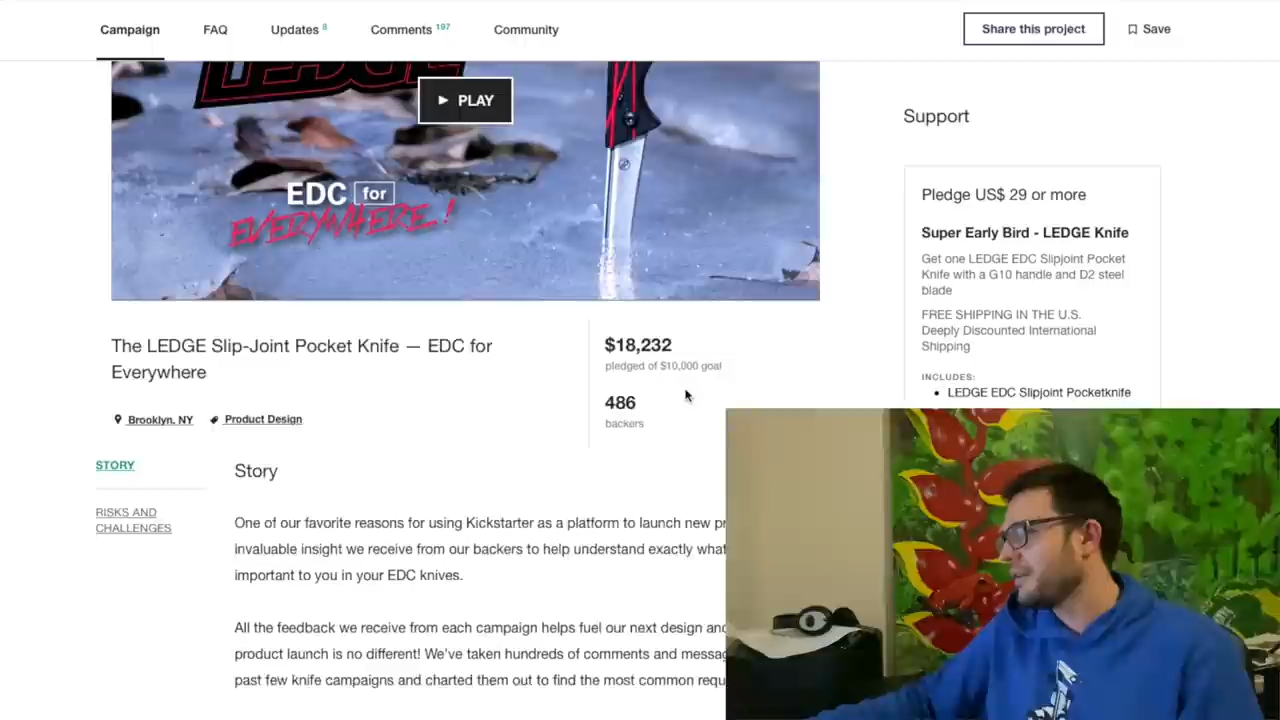 Campaign
FAQ
Updates 8
Comments 197
Community
Share this project
Save
LEDGE
PLAY
EDC for
EVERYWHERE!
The LEDGE Slip-Joint Pocket Knife — EDC for
Everywhere
Brooklyn, NY
Product Design
$18,232
pledged of $10,000 goal
486
backers
Support
Pledge US$ 29 or more
Super Early Bird - LEDGE Knife
Get one LEDGE EDC Slipjoint Pocket
Knife with a G10 handle and D2 steel
blade
FREE SHIPPING IN THE U.S.
Deeply Discounted International
Shipping
INCLUDES:
• LEDGE EDC Slipjoint Pocketknife
STORY
RISKS AND
CHALLENGES
Story
One of our favorite reasons for using Kickstarter as a platform to launch new pr
invaluable insight we receive from our backers to help understand exactly what
important to you in your EDC knives.
All the feedback we receive from each campaign helps fuel our next design and
product launch is no different! We've taken hundreds of comments and messag
past few knife campaigns and charted them out to find the most common requ